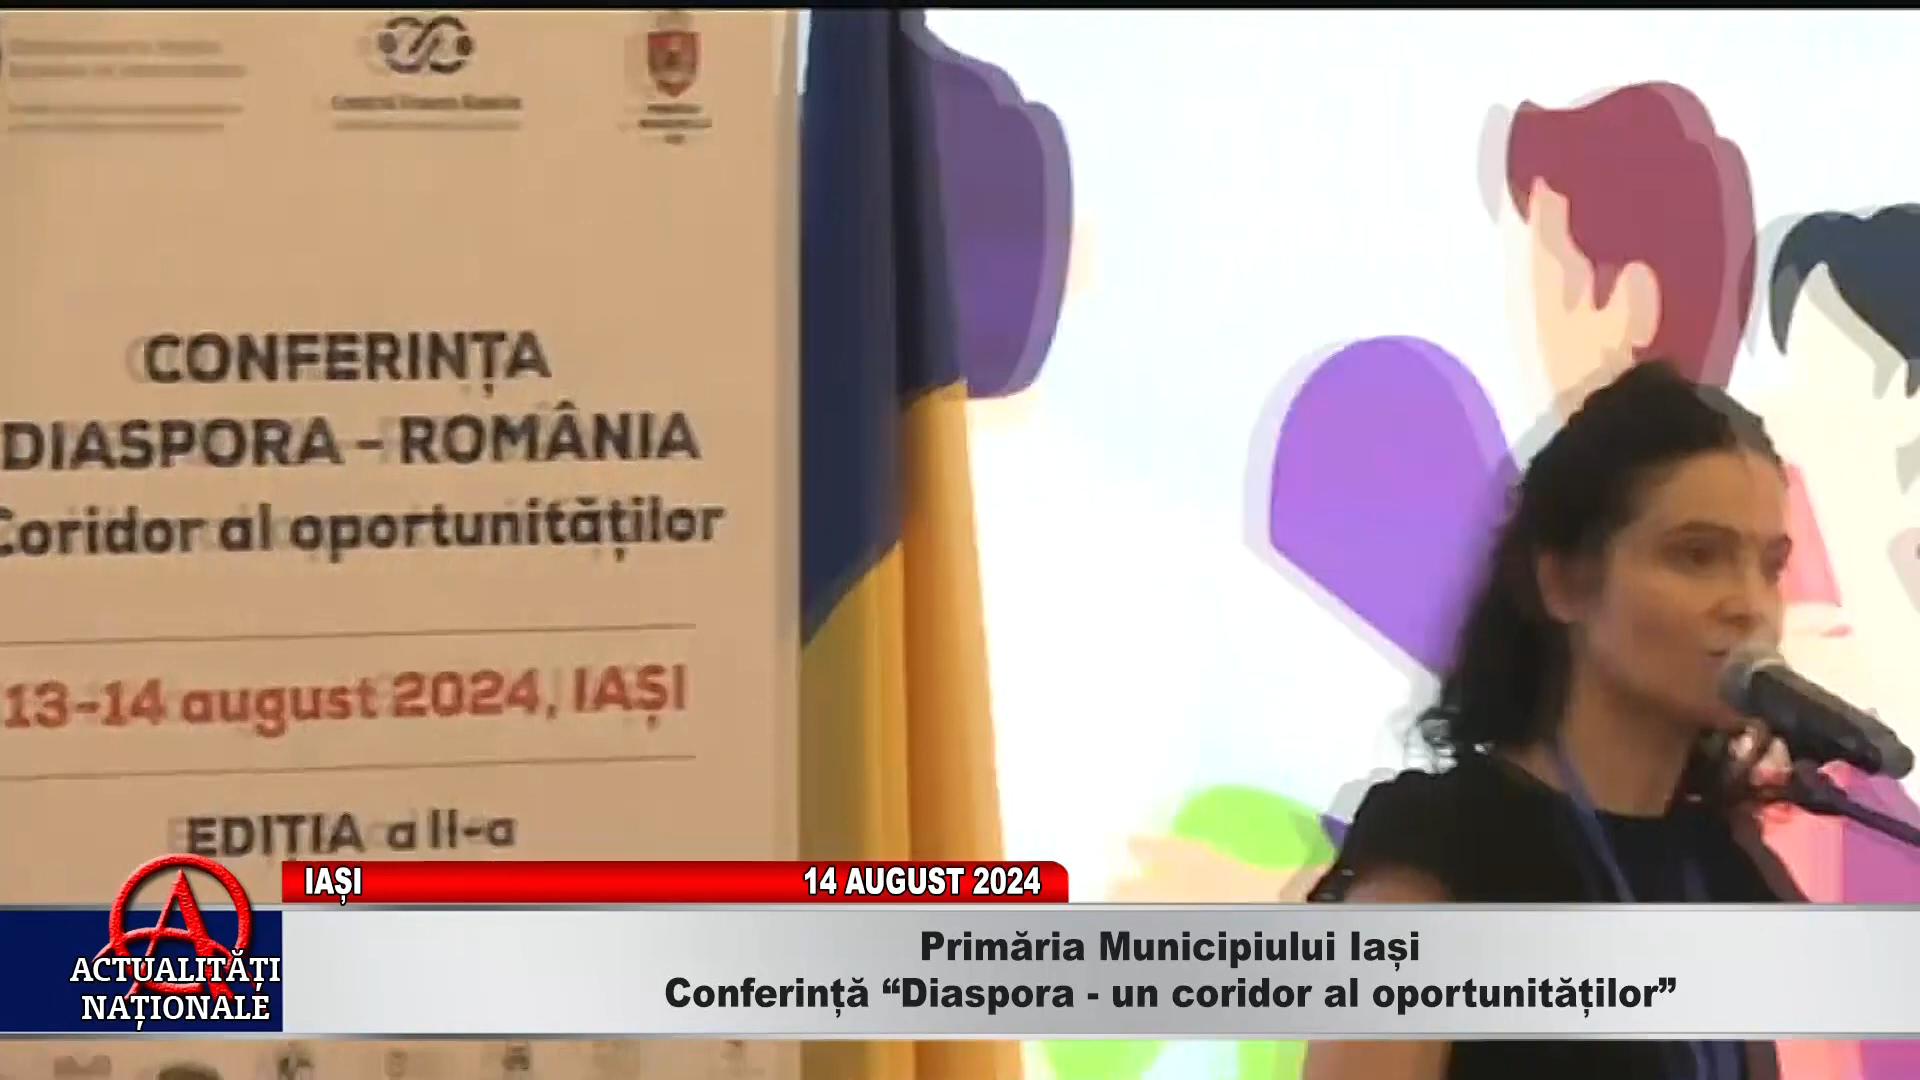 CONFERINȚA
DIASPORA – ROMÂNIA
Coridor al oportunităților
13-14 august 2024, IAȘI
EDIȚIA a II-a
IAȘI
14 AUGUST 2024
ACTUALITĂȚI
NAȚIONALE
Primăria Municipiului Iași
Conferință “Diaspora - un coridor al oportunităților”